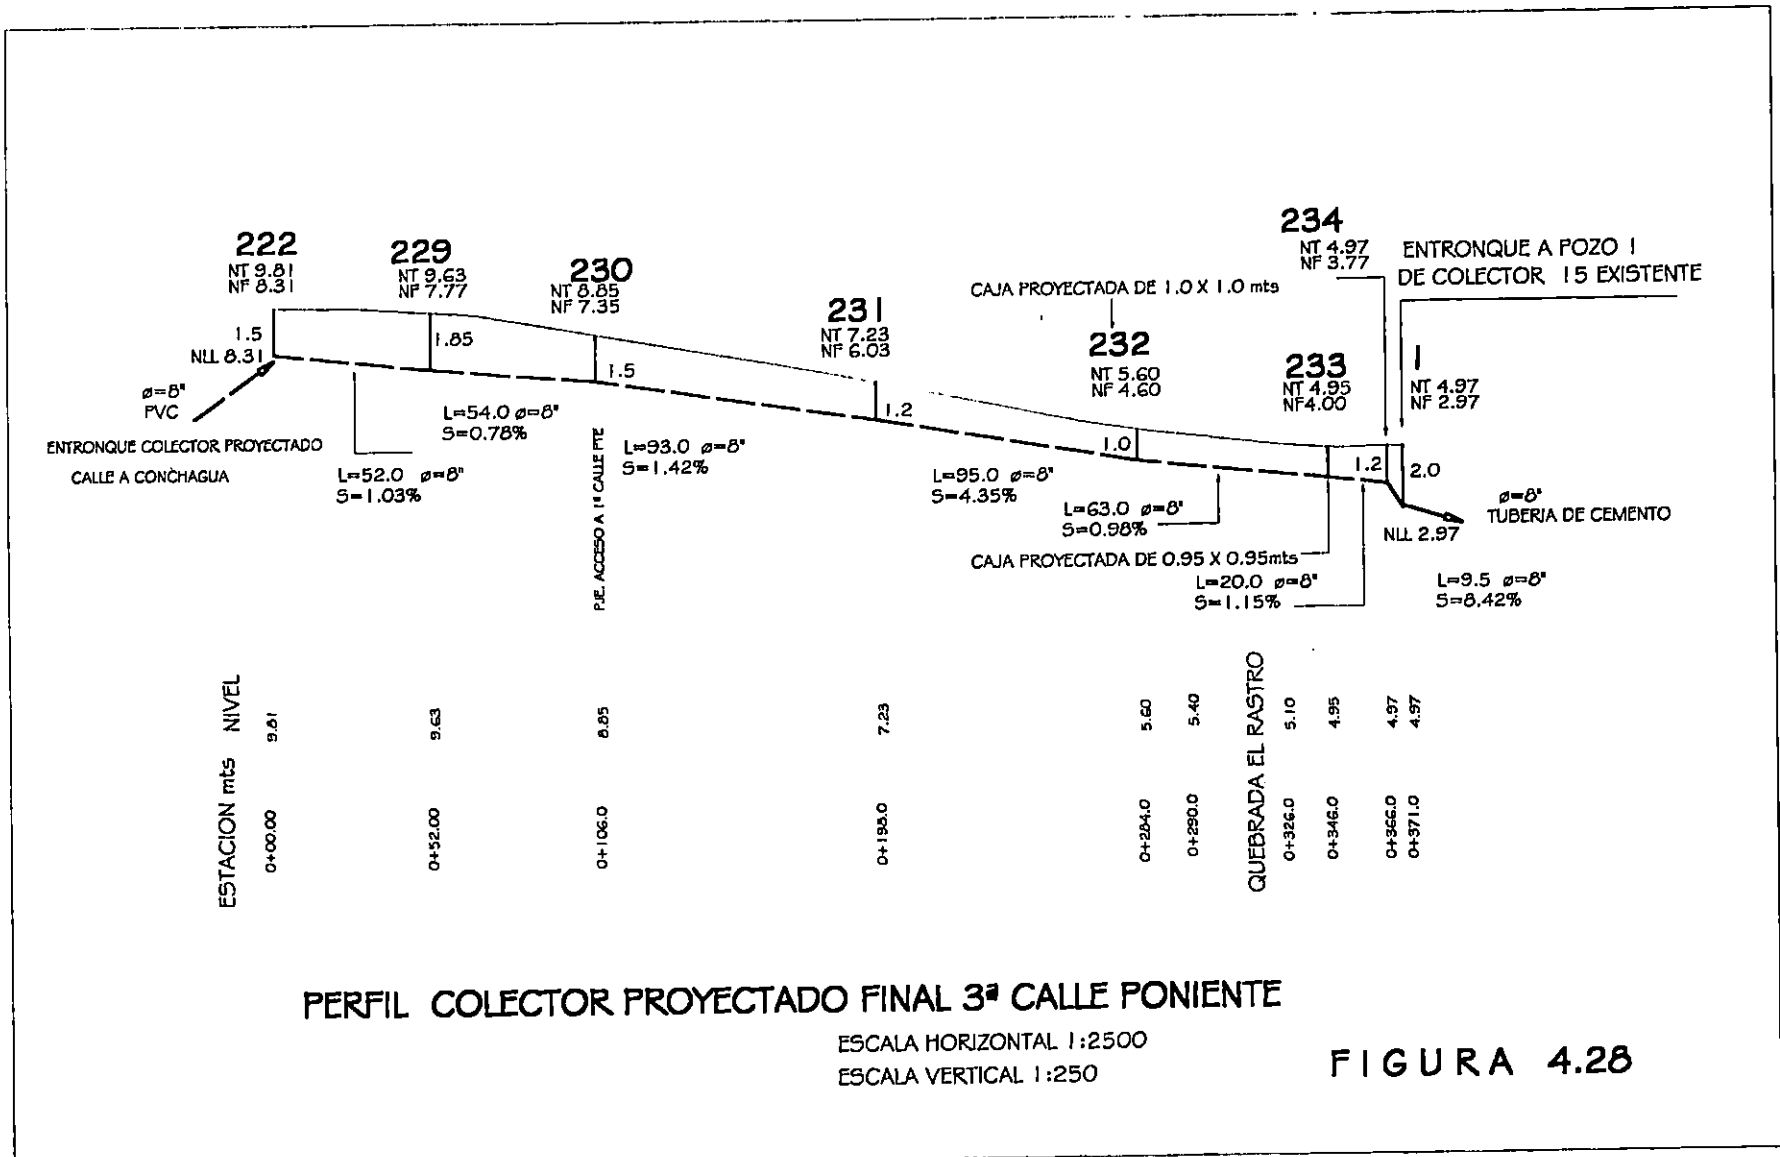 222
NT 9.81
NF 8.31
229
NT 9.63
NF 7.77
230
NT 8.85
NF 7.35
231
NT 7.23
NF 6.03
CAJA PROYECTADA DE 1.0 X 1.0 mts
232
NT 5.60
NF 4.60
233
NT 4.95
NF4.00
234
NT 4.97
NF 3.77
ENTRONQUE A POZO 1
DE COLECTOR 15 EXISTENTE
1
NT 4.97
NF 2.97
1.5
NLL 8.31
1.85
1.5
1.2
1.0
1.2
2.0
ø=8"
PVC
ENTRONQUE COLECTOR PROYECTADO
CALLE A CONCHAGUA
L=52.0 ø=8"
S=1.03%
L=54.0 ø=8"
S=0.78%
PJE. ACCESO A 1ª CALLE PTE
L=93.0 ø=8"
S=1.42%
L=95.0 ø=8"
S=4.35%
L=63.0 ø=8"
S=0.98%
CAJA PROYECTADA DE 0.95 X 0.95mts
L=20.0 ø=8"
S=1.15%
NLL 2.97
ø=8"
TUBERIA DE CEMENTO
L=9.5 ø=8"
S=8.42%
ESTACION mts NIVEL
0+00.00 9.81
0+52.00 9.63
0+106.0 8.85
0+198.0 7.23
0+284.0 5.60
0+290.0 5.40
QUEBRADA EL RASTRO
0+326.0 5.10
0+346.0 4.95
0+366.0 4.97
0+371.0 4.97
PERFIL COLECTOR PROYECTADO FINAL 3ª CALLE PONIENTE
ESCALA HORIZONTAL 1:2500
ESCALA VERTICAL 1:250
FIGURA 4.28